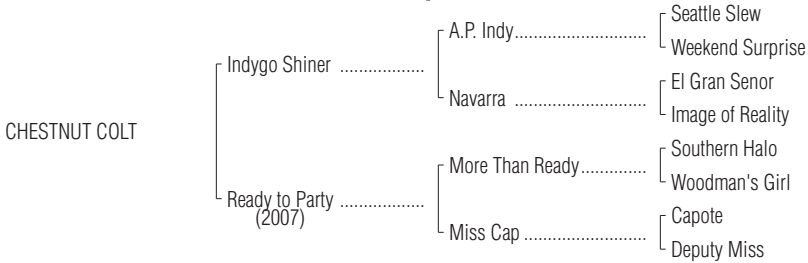 Seattle Slew
A.P. Indy..........................
Weekend Surprise
Indygo Shiner ..................
El Gran Senor
Navarra ..........................
Image of Reality
CHESTNUT COLT
Southern Halo
More Than Ready..............
Woodman's Girl
Ready to Party ..................
(2007)
Capote
Miss Cap ........................
Deputy Miss